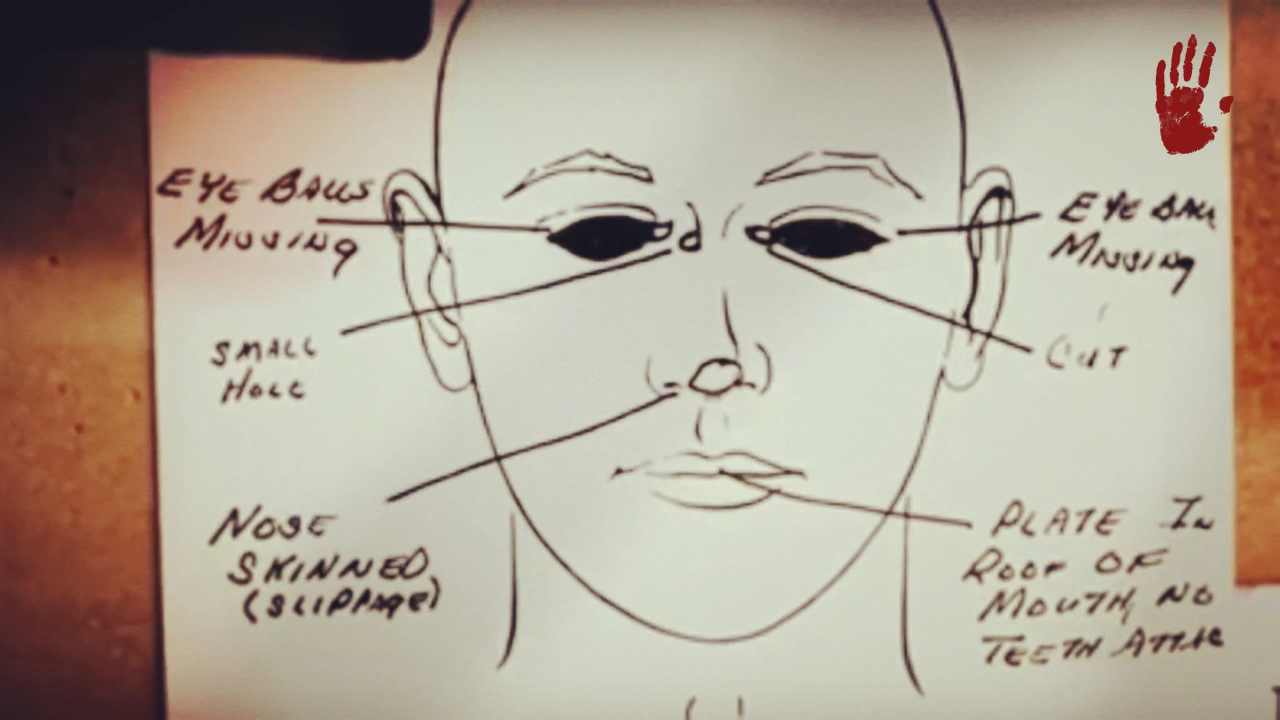 EYE BALLS
MISSING
SMALL
HOLE
NOSE
SKINNED
(SLIPPAGE)
EYE BALL
MISSING
CUT
PLATE IN
ROOF OF
MOUTH, NO
TEETH